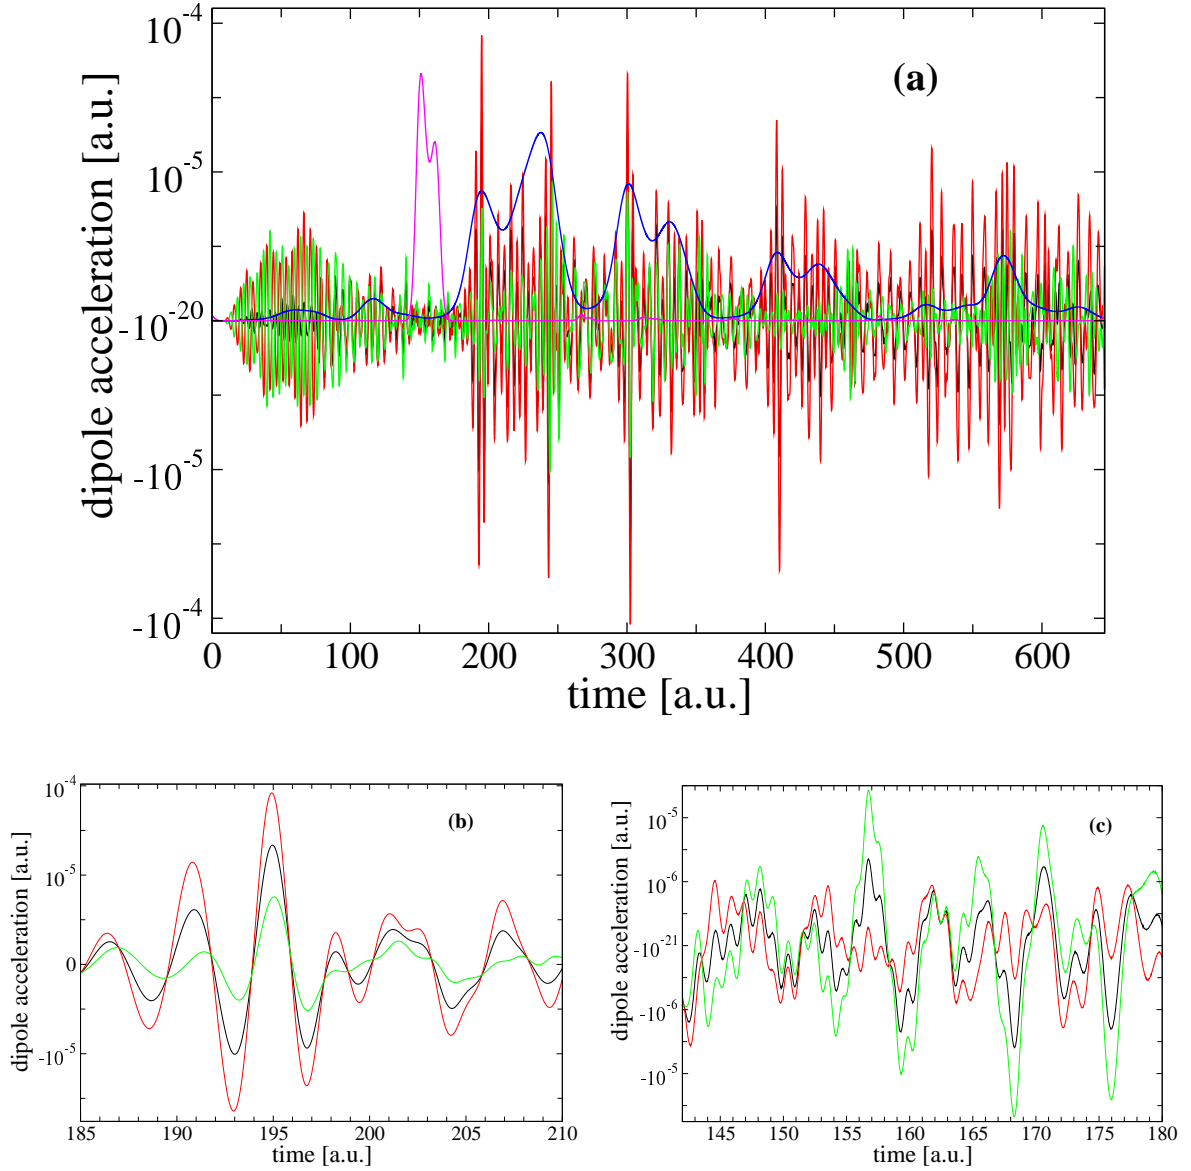 (a)
dipole acceleration [a.u.]
10^-4
10^-5
-10^-20
-10^-5
-10^-4
0 100 200 300 400 500 600
time [a.u.]
(b)
dipole acceleration [a.u.]
10^-4
10^-5
0
-10^-5
185 190 195 200 205 210
time [a.u.]
(c)
dipole acceleration [a.u.]
10^-5
10^-6
-10^-21
-10^-6
-10^-5
145 150 155 160 165 170 175 180
time [a.u.]